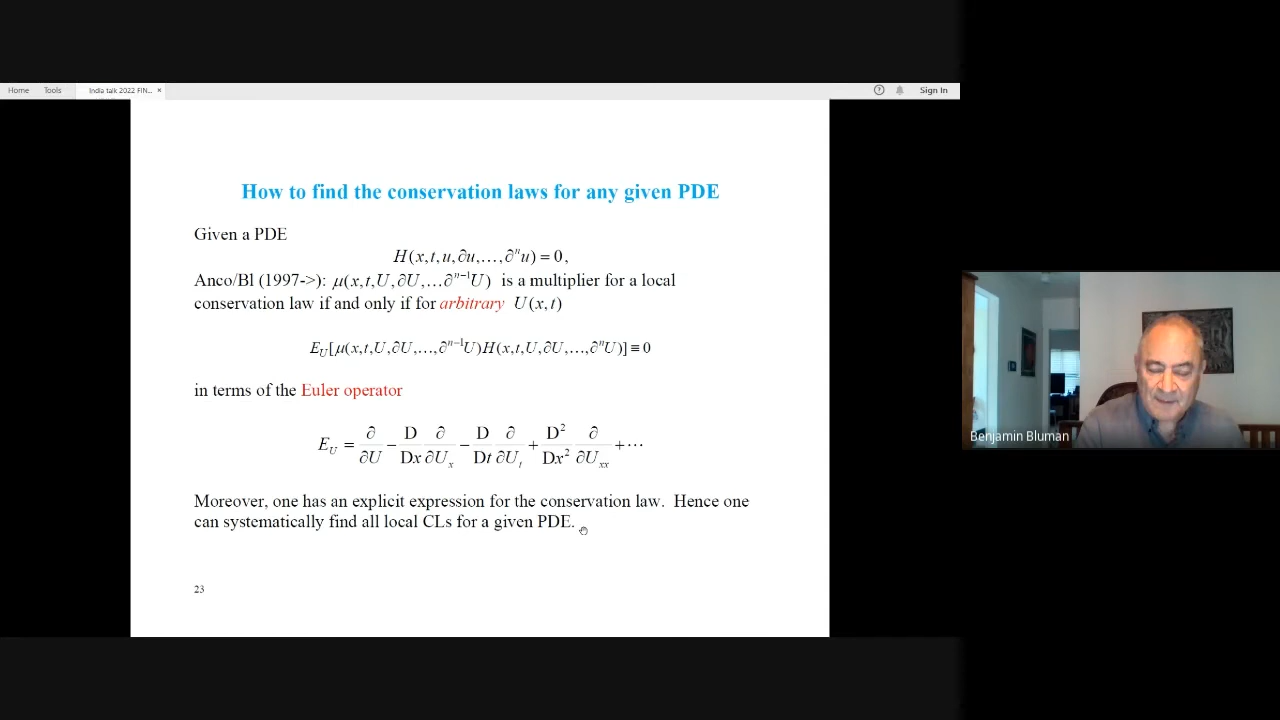 Home Tools India talk 2022 FIN... × Sign In
How to find the conservation laws for any given PDE
Given a PDE
H(x,t,u,∂u,…,∂ⁿu) = 0,
Anco/Bl (1997->): μ(x,t,U,∂U,…∂ⁿ⁻¹U) is a multiplier for a local
conservation law if and only if for arbitrary U(x,t)
E_U[μ(x,t,U,∂U,…,∂ⁿ⁻¹U)H(x,t,U,∂U,…,∂ⁿU)] ≡ 0
in terms of the Euler operator
E_U = ∂/∂U − D/Dx ∂/∂U_x − D/Dt ∂/∂U_t + D²/Dx² ∂/∂U_xx + ⋯
Moreover, one has an explicit expression for the conservation law. Hence one
can systematically find all local CLs for a given PDE.
23
Benjamin Bluman